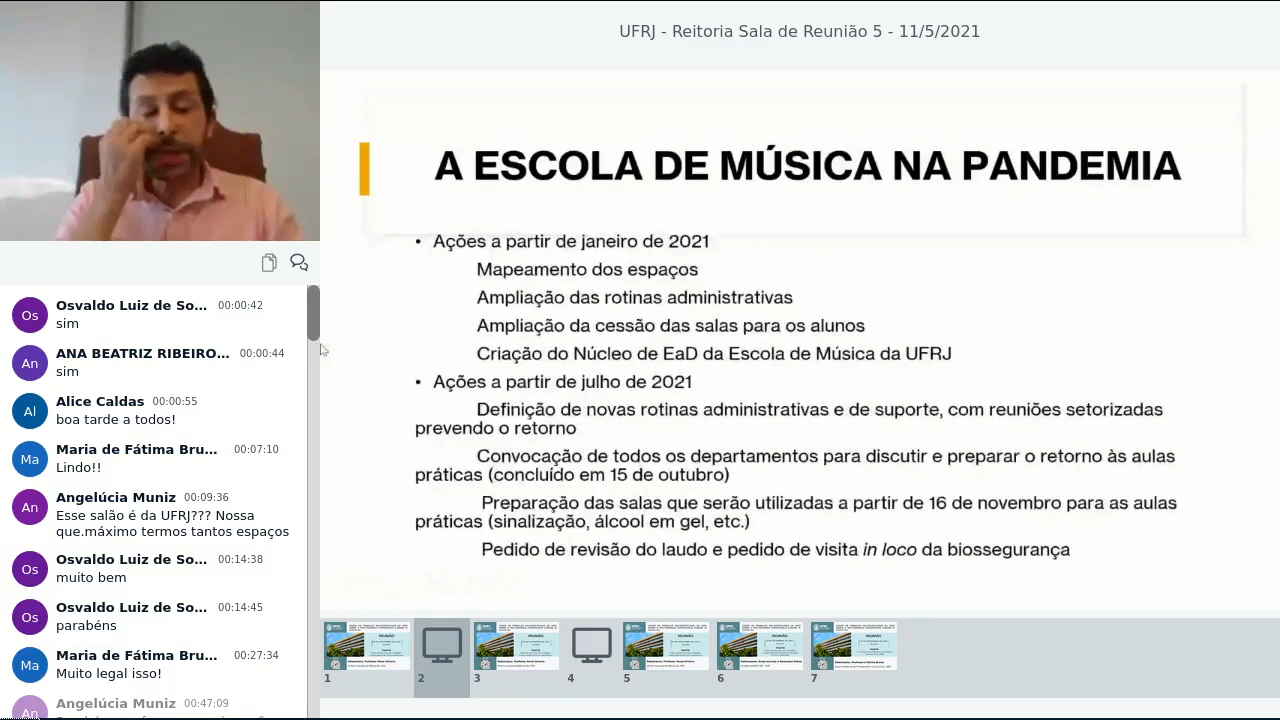 UFRJ - Reitoria Sala de Reunião 5 - 11/5/2021
A ESCOLA DE MÚSICA NA PANDEMIA
• Ações a partir de janeiro de 2021
Mapeamento dos espaços
Ampliação das rotinas administrativas
Ampliação da cessão das salas para os alunos
Criação do Núcleo de EaD da Escola de Música da UFRJ
• Ações a partir de julho de 2021
Definição de novas rotinas administrativas e de suporte, com reuniões setorizadas
prevendo o retorno
Convocação de todos os departamentos para discutir e preparar o retorno às aulas
práticas (concluído em 15 de outubro)
Preparação das salas que serão utilizadas a partir de 16 de novembro para as aulas
práticas (sinalização, álcool em gel, etc.)
Pedido de revisão do laudo e pedido de visita in loco da biossegurança
Os Osvaldo Luiz de So... 00:00:42
sim
An ANA BEATRIZ RIBEIRO... 00:00:44
sim
Al Alice Caldas 00:00:55
boa tarde a todos!
Ma Maria de Fátima Bru... 00:07:10
Lindo!!
An Angelúcia Muniz 00:09:36
Esse salão é da UFRJ??? Nossa
que.máximo termos tantos espaços
Os Osvaldo Luiz de So... 00:14:38
muito bem
Os Osvaldo Luiz de So... 00:14:45
parabéns
Ma Maria de Fátima Bru... 00:27:34
Muito legal isso!
An Angelúcia Muniz 00:47:09
1 2 3 4 5 6 7